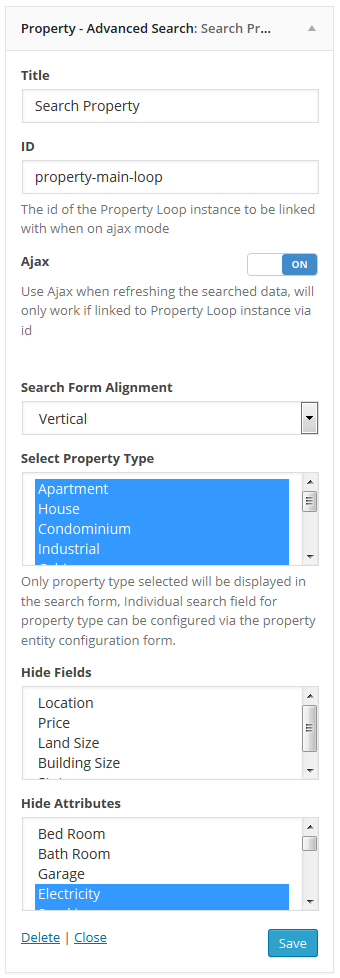 Property - Advanced Search: Search Pr...
Title
Search Property
ID
property-main-loop
The id of the Property Loop instance to be linked
with when on ajax mode
Ajax
ON
Use Ajax when refreshing the searched data, will
only work if linked to Property Loop instance via
id
Search Form Alignment
Vertical
Select Property Type
Apartment
House
Condominium
Industrial
Only property type selected will be displayed in
the search form, Individual search field for
property type can be configured via the property
entity configuration form.
Hide Fields
Location
Price
Land Size
Building Size
Hide Attributes
Bed Room
Bath Room
Garage
Electricity
Delete | Close
Save